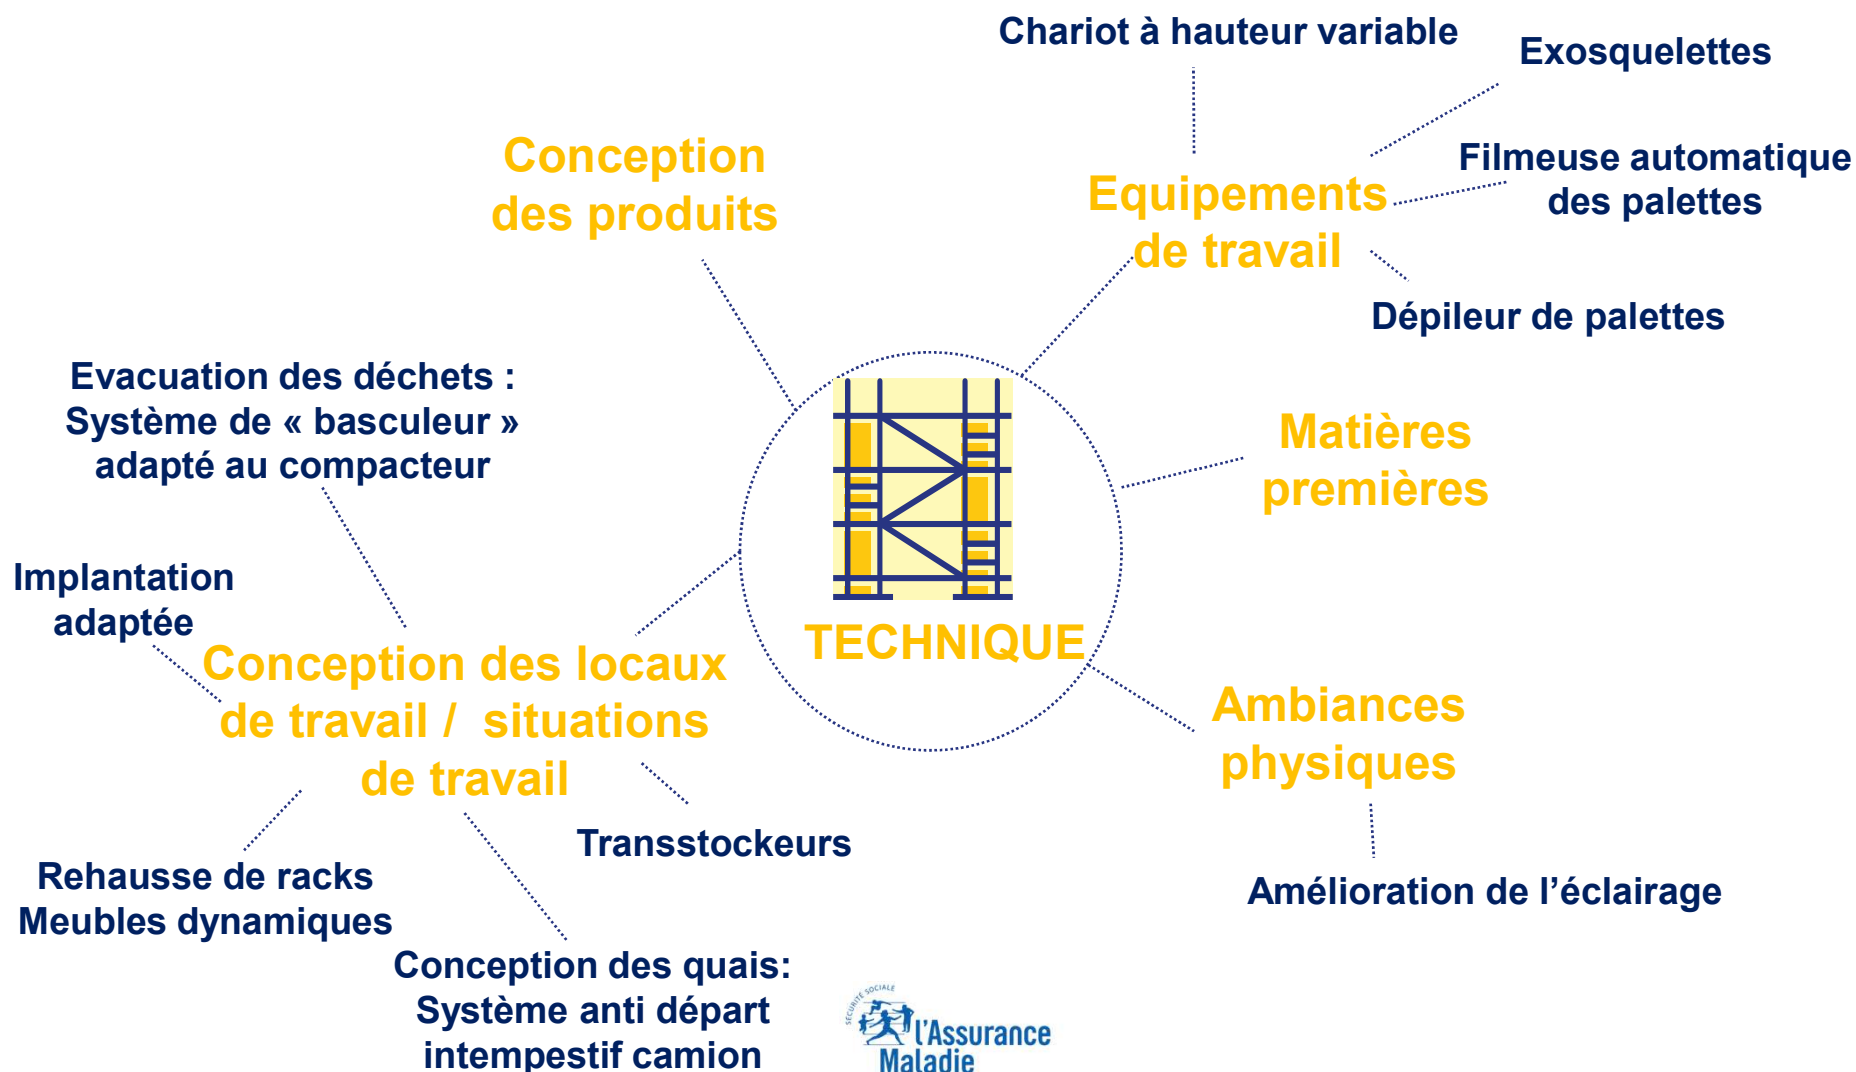 Chariot à hauteur variable
Exosquelettes
Conception
des produits
Equipements
de travail
Filmeuse automatique
des palettes
Dépileur de palettes
Evacuation des déchets :
Système de « basculeur »
adapté au compacteur
Matières
premières
Implantation
adaptée
TECHNIQUE
Conception des locaux
de travail / situations
de travail
Ambiances
physiques
Transstockeurs
Rehausse de racks
Meubles dynamiques
Amélioration de l’éclairage
Conception des quais:
Système anti départ
intempestif camion
SÉCURITÉ SOCIALE
l'Assurance
Maladie